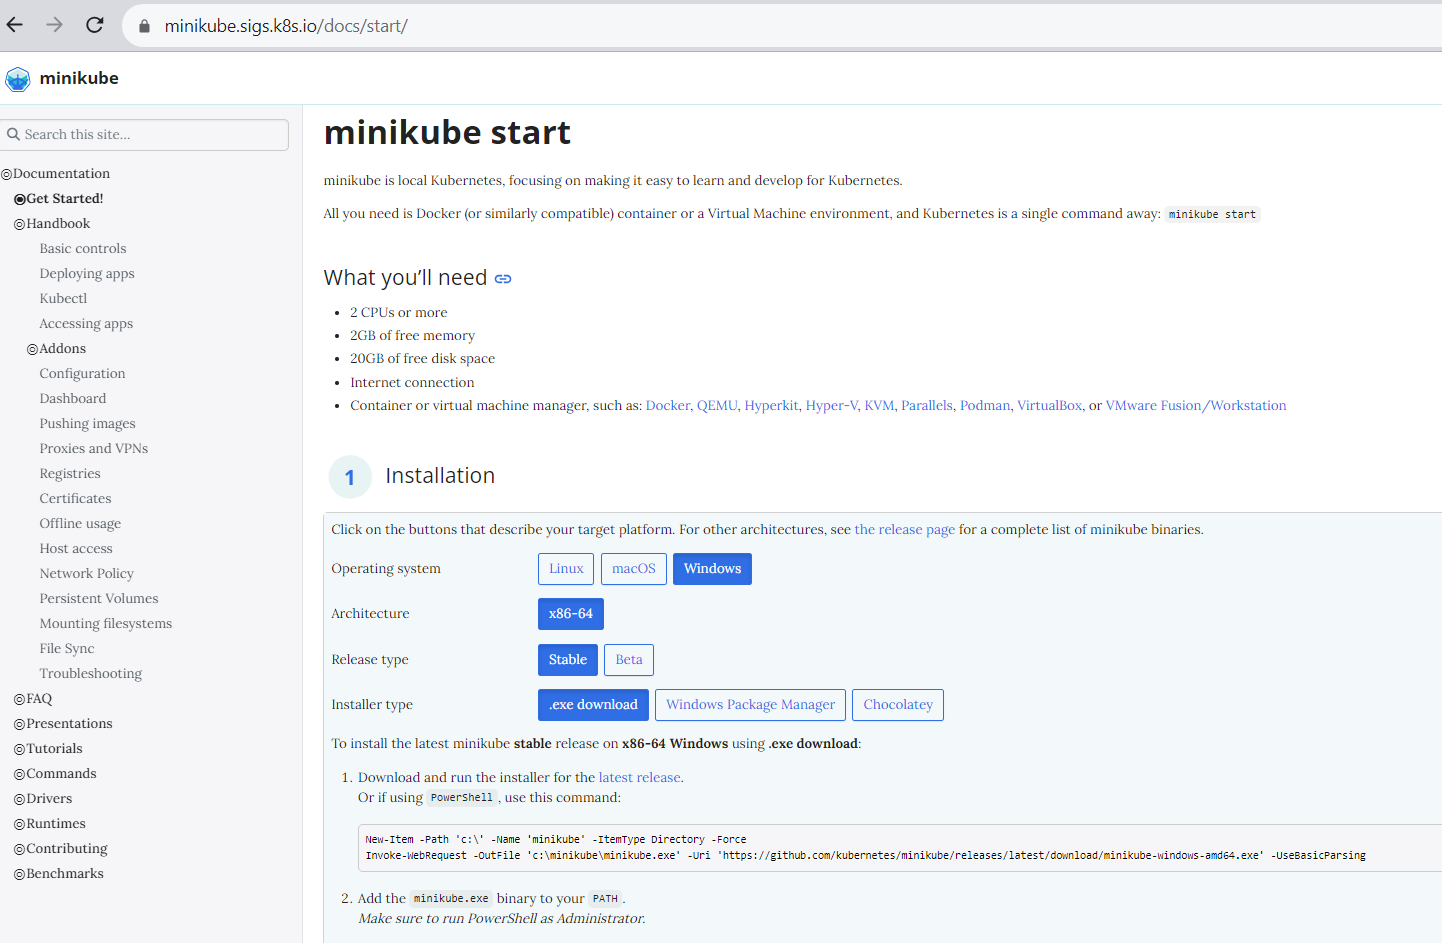 minikube.sigs.k8s.io/docs/start/
minikube
Search this site...
Documentation
Get Started!
Handbook
Basic controls
Deploying apps
Kubectl
Accessing apps
Addons
Configuration
Dashboard
Pushing images
Proxies and VPNs
Registries
Certificates
Offline usage
Host access
Network Policy
Persistent Volumes
Mounting filesystems
File Sync
Troubleshooting
FAQ
Presentations
Tutorials
Commands
Drivers
Runtimes
Contributing
Benchmarks
minikube start
minikube is local Kubernetes, focusing on making it easy to learn and develop for Kubernetes.
All you need is Docker (or similarly compatible) container or a Virtual Machine environment, and Kubernetes is a single command away: minikube start
What you'll need
• 2 CPUs or more
• 2GB of free memory
• 20GB of free disk space
• Internet connection
• Container or virtual machine manager, such as: Docker, QEMU, Hyperkit, Hyper-V, KVM, Parallels, Podman, VirtualBox, or VMware Fusion/Workstation
1 Installation
Click on the buttons that describe your target platform. For other architectures, see the release page for a complete list of minikube binaries.
Operating system Linux macOS Windows
Architecture x86-64
Release type Stable Beta
Installer type .exe download Windows Package Manager Chocolatey
To install the latest minikube stable release on x86-64 Windows using .exe download:
1. Download and run the installer for the latest release.
Or if using PowerShell, use this command:
New-Item -Path 'c:\' -Name 'minikube' -ItemType Directory -Force
Invoke-WebRequest -OutFile 'c:\minikube\minikube.exe' -Uri 'https://github.com/kubernetes/minikube/releases/latest/download/minikube-windows-amd64.exe' -UseBasicParsing
2. Add the minikube.exe binary to your PATH.
Make sure to run PowerShell as Administrator.